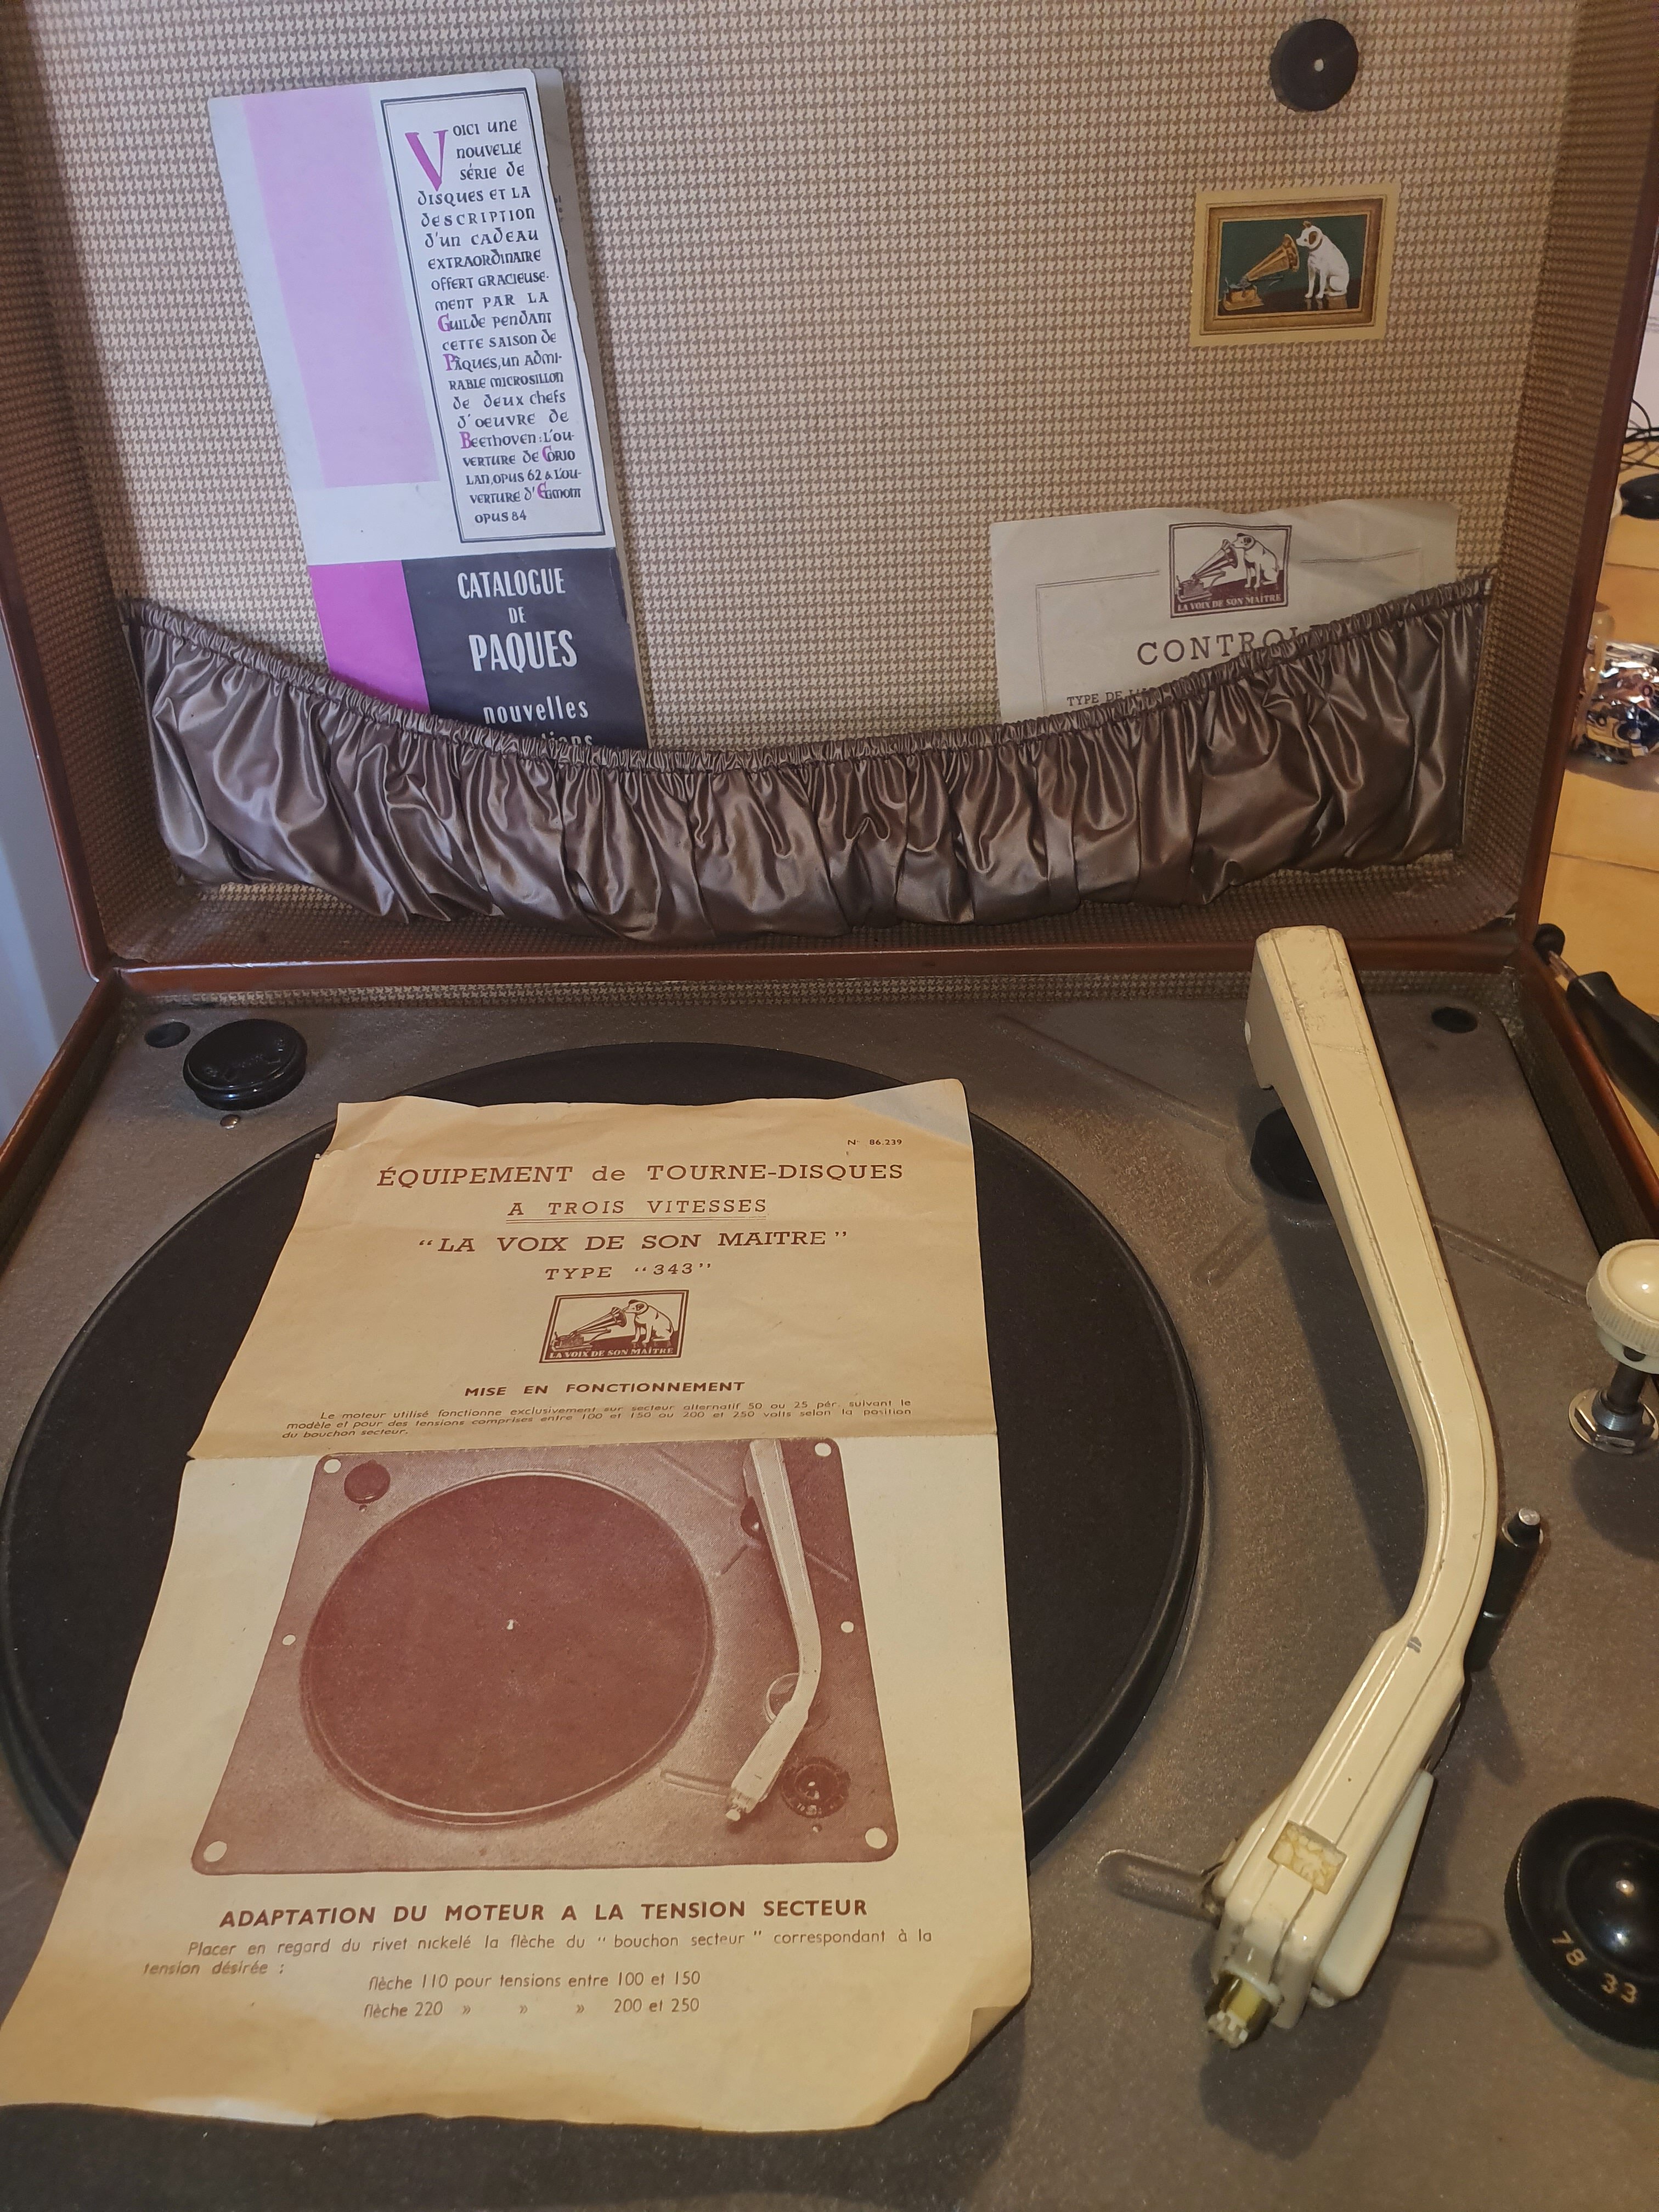 VOICI UNE
NOUVELLE
SÉRIE DE
DISQUES ET LA
DESCRIPTION
D'UN CADEAU
EXTRAORDINAIRE
OFFERT GRACIEUSE-
MENT PAR LA
GUILDE PENDANT
CETTE SAISON DE
PÂQUES, UN ADMI-
RABLE MICROSILLON
DE DEUX CHEFS
D'OEUVRE DE
BEETHOVEN: L'OU-
VERTURE DE CORIO
LAN, OPUS 62 & L'OU-
VERTURE D'EGMONT
OPUS 84
CATALOGUE
DE
PAQUES
nouvelles
LA VOIX DE SON MAÎTRE
CONTROL
TYPE DE
N° 86.239
ÉQUIPEMENT de TOURNE-DISQUES
A TROIS VITESSES
“LA VOIX DE SON MAITRE”
TYPE “343”
LA VOIX DE SON MAÎTRE
MISE EN FONCTIONNEMENT
Le moteur utilisé fonctionne exclusivement sur secteur alternatif 50 ou 25 pér. suivant le
modèle et pour des tensions comprises entre 100 et 150 ou 200 et 250 volts selon la position
du bouchon secteur.
ADAPTATION DU MOTEUR A LA TENSION SECTEUR
Placer en regard du rivet nickelé la flèche du “ bouchon secteur ” correspondant à la
tension désirée :
flèche 110 pour tensions entre 100 et 150
flèche 220 » » » 200 et 250
78 33